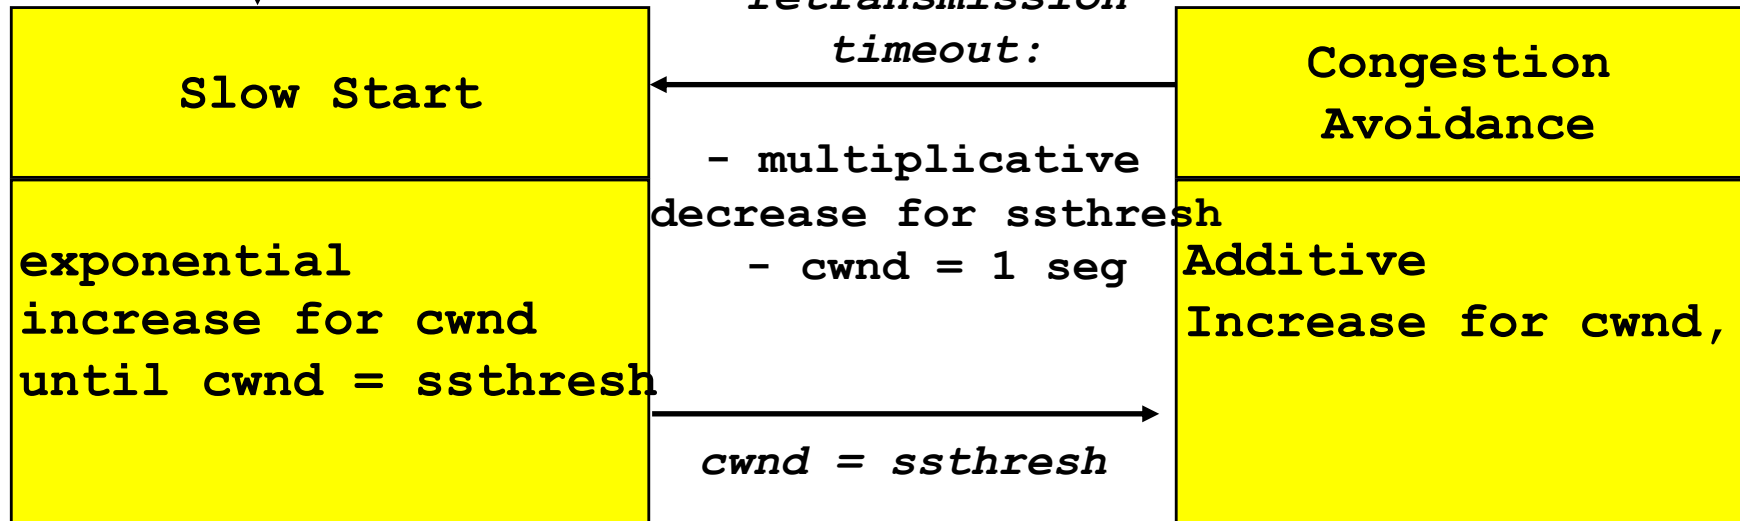 retransmission
timeout:
Slow Start
Congestion
Avoidance
- multiplicative
decrease for ssthresh
- cwnd = 1 seg
exponential
increase for cwnd
until cwnd = ssthresh
Additive
Increase for cwnd,
cwnd = ssthresh